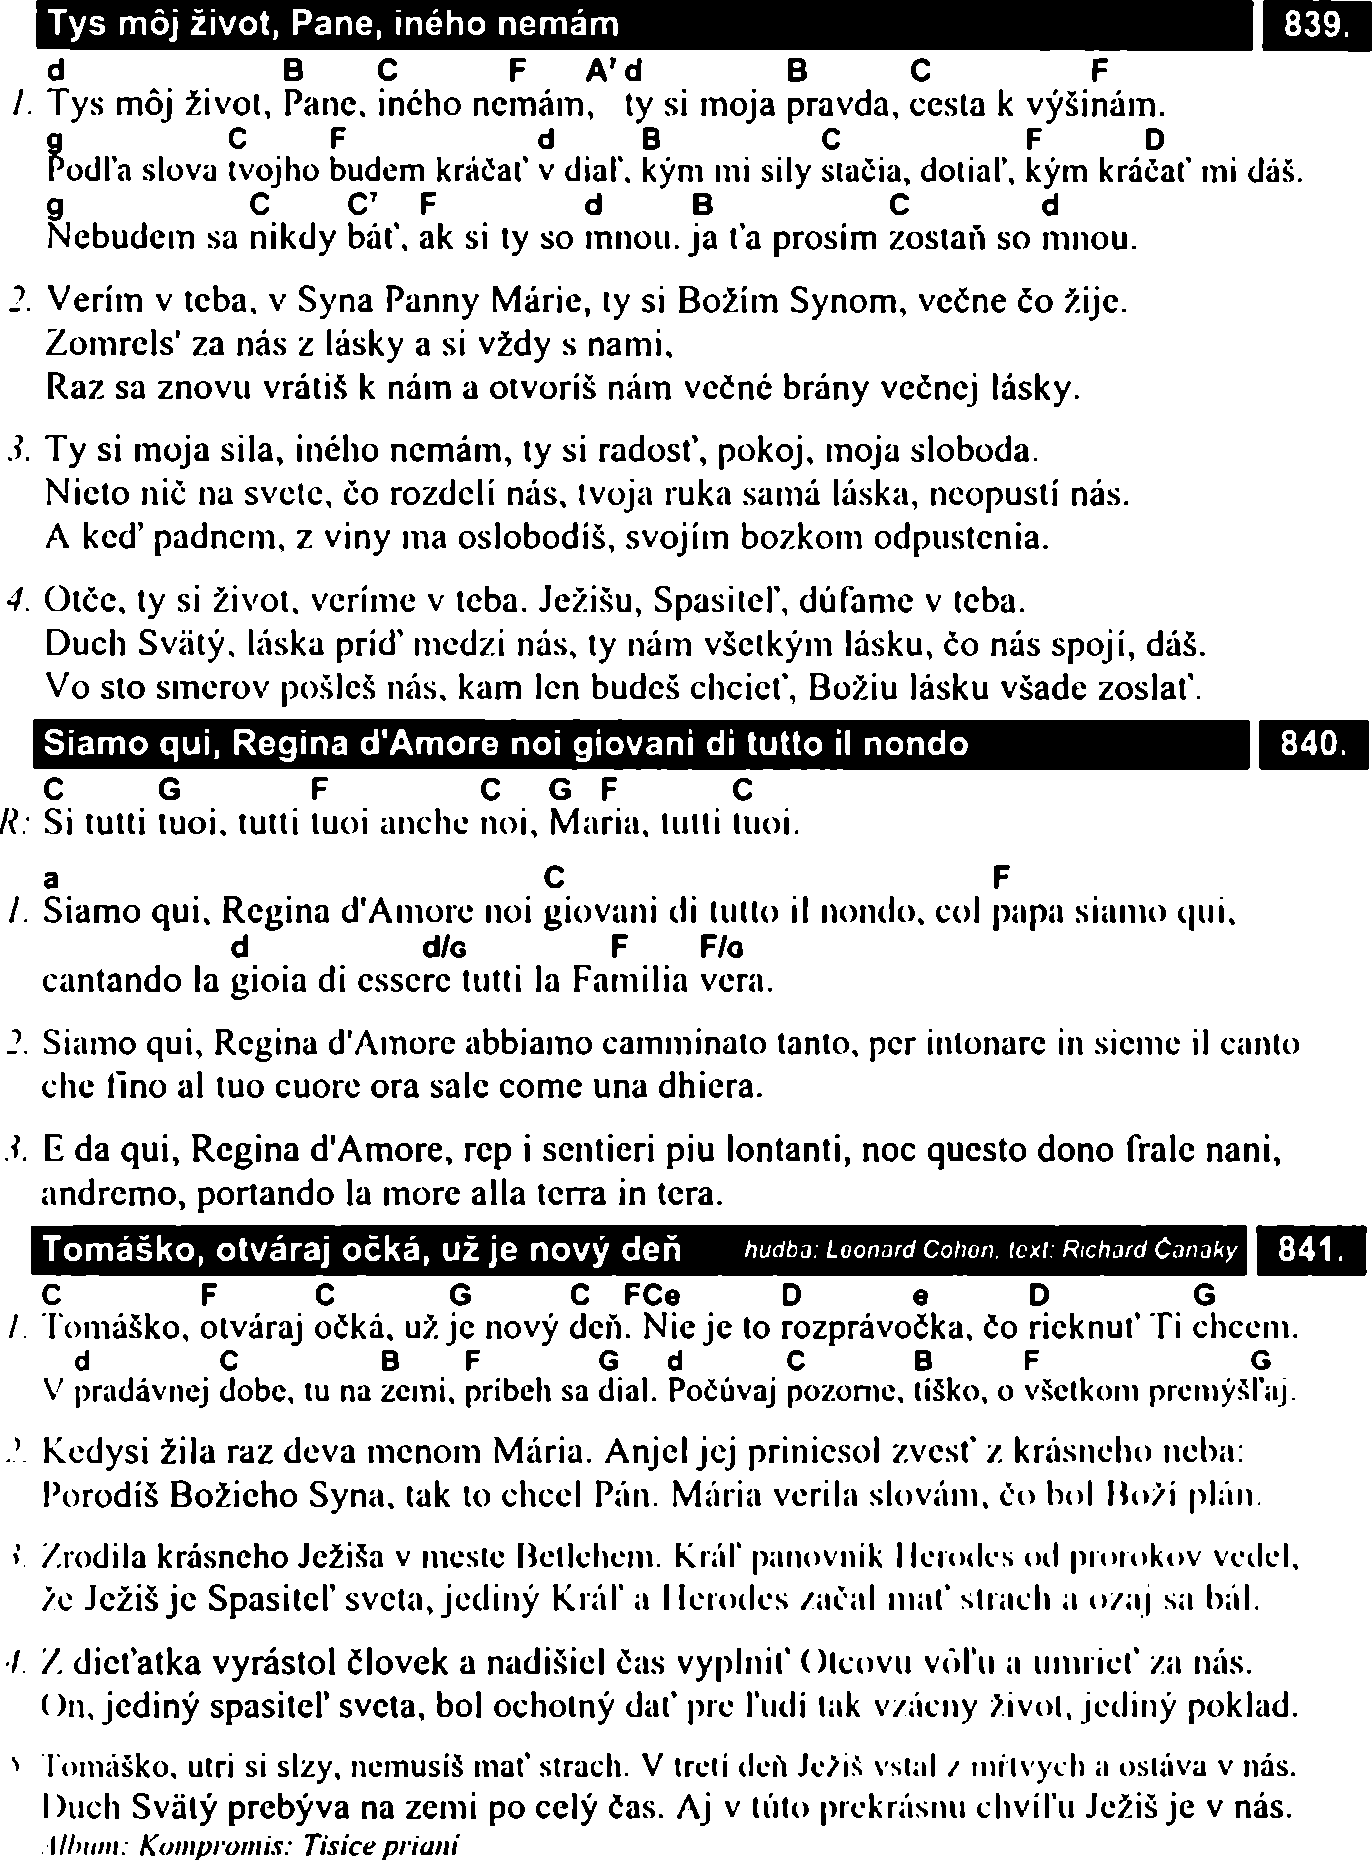 Tys môj život, Pane, iného nemám 839.
d B C F A7 d B C F
1. Tys môj život, Pane, iného nemám, ty si moja pravda, cesta k výšinám.
g C F d B C F D
Podľa slova tvojho budem kráčať v diaľ, kým mi sily stačia, dotiaľ, kým kráčať mi dáš.
g C C7 F d B C d
Nebudem sa nikdy báť, ak si ty so mnou, ja ťa prosím zostaň so mnou.
2. Verím v teba, v Syna Panny Márie, ty si Božím Synom, večne čo žije.
Zomrels' za nás z lásky a si vždy s nami,
Raz sa znovu vrátiš k nám a otvoríš nám večné brány večnej lásky.
3. Ty si moja sila, iného nemám, ty si radosť, pokoj, moja sloboda.
Nieto nič na svete, čo rozdelí nás, tvoja ruka samá láska, neopustí nás.
A keď padnem, z viny ma oslobodíš, svojím bozkom odpustenia.
4. Otče, ty si život, veríme v teba. Ježišu, Spasiteľ, dúfame v teba.
Duch Svätý, láska príď medzi nás, ty nám všetkým lásku, čo nás spojí, dáš.
Vo sto smerov pošleš nás, kam len budeš chcieť, Božiu lásku všade zoslať.
Siamo qui, Regina d'Amore noi giovani di tutto il nondo 840.
C G F C G F C
R: Si tutti tuoi, tutti tuoi anche noi, Maria, tutti tuoi.
a C F
1. Siamo qui, Regina d'Amore noi giovani di tutto il nondo, col papa siamo qui,
d d/G F F/G
cantando la gioia di essere tutti la Familia vera.
2. Siamo qui, Regina d'Amore abbiamo camminato tanto, per intonare in sieme il canto
che fino al tuo cuore ora sale come una dhiera.
3. E da qui, Regina d'Amore, rep i sentieri piu lontanti, noc questo dono frale nani,
andremo, portando la more alla terra in tera.
Tomáško, otváraj očká, už je nový deň hudba: Leonard Cohen, text: Richard Čanaky 841.
C F C G C FCe D e D G
1. Tomáško, otváraj očká, už je nový deň. Nie je to rozprávočka, čo rieknuť Ti chcem.
d C B F G d C B F G
V pradávnej dobe, tu na zemi, príbeh sa dial. Počúvaj pozorne, tíško, o všetkom premýšľaj.
2. Kedysi žila raz deva menom Mária. Anjel jej priniesol zvesť z krásneho neba:
Porodíš Božieho Syna, tak to chcel Pán. Mária verila slovám, čo bol Boží plán.
3. Zrodila krásneho Ježiša v meste Betlehem. Kráľ panovník Herodes od prorokov vedel,
že Ježiš je Spasiteľ sveta, jediný Kráľ a Herodes začal mať strach a ozaj sa bál.
4. Z dieťatka vyrástol človek a nadišiel čas vyplniť Otcovu vôľu a umrieť za nás.
On, jediný spasiteľ sveta, bol ochotný dať pre ľudí tak vzácny život, jediný poklad.
5 Tomáško, utri si slzy, nemusíš mať strach. V tretí deň Ježiš vstal z mŕtvych a ostáva v nás.
Duch Svätý prebýva na zemi po celý čas. Aj v túto prekrásnu chvíľu Ježiš je v nás.
Album: Kompromis: Tisíce prianí